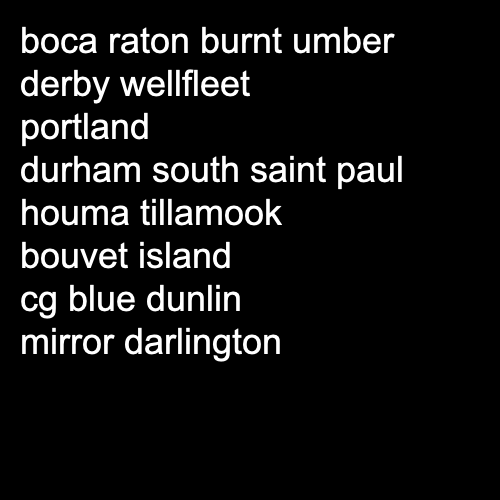 boca raton burnt umber
derby wellfleet
portland
durham south saint paul
houma tillamook
bouvet island
cg blue dunlin
mirror darlington